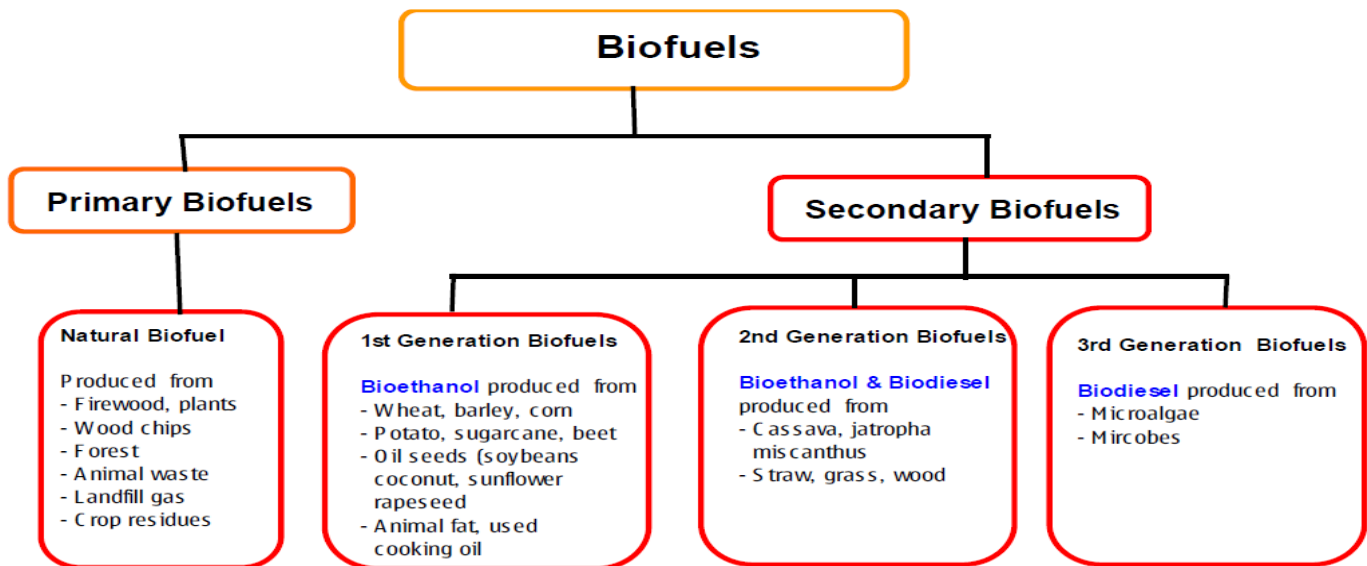 Biofuels
Primary Biofuels
Secondary Biofuels
Natural Biofuel
Produced from
- Firewood, plants
- Wood chips
- Forest
- Animal waste
- Landfill gas
- Crop residues
1st Generation Biofuels
Bioethanol produced from
- Wheat, barley, corn
- Potato, sugarcane, beet
- Oil seeds (soybeans
coconut, sunflower
rapeseed
- Animal fat, used
cooking oil
2nd Generation Biofuels
Bioethanol & Biodiesel
produced from
- Cassava, jatropha
miscanthus
- Straw, grass, wood
3rd Generation Biofuels
Biodiesel produced from
- Microalgae
- Mircobes